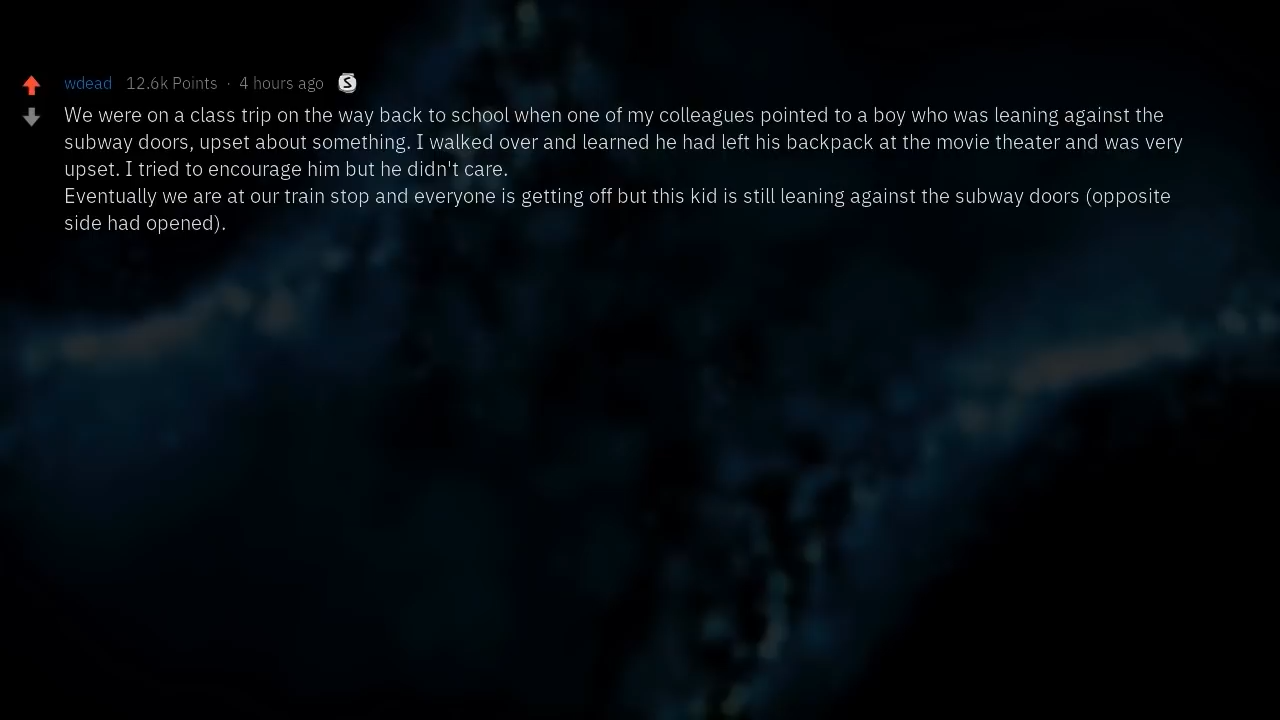 wdead 12.6k Points · 4 hours ago S
We were on a class trip on the way back to school when one of my colleagues pointed to a boy who was leaning against the
subway doors, upset about something. I walked over and learned he had left his backpack at the movie theater and was very
upset. I tried to encourage him but he didn't care.
Eventually we are at our train stop and everyone is getting off but this kid is still leaning against the subway doors (opposite
side had opened).